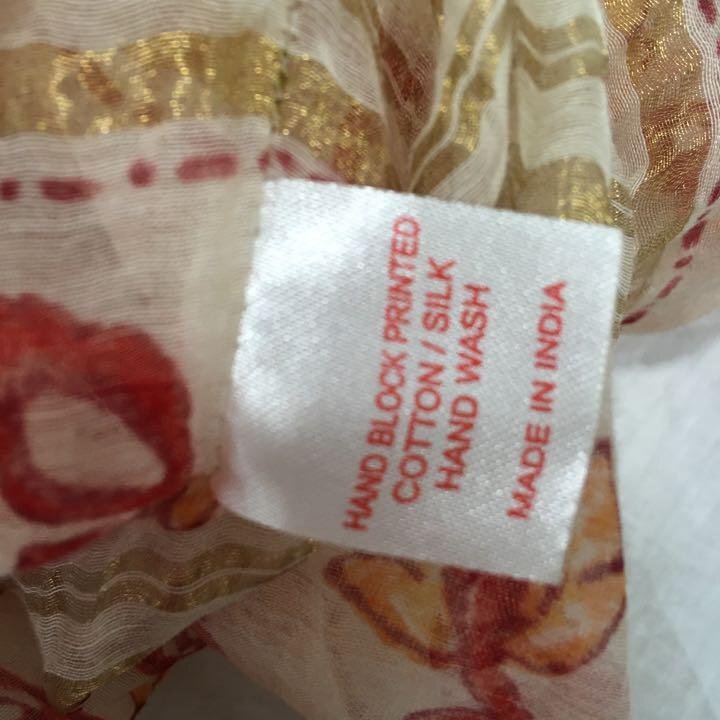 HAND BLOCK PRINTED
COTTON / SILK
HAND WASH
MADE IN INDIA